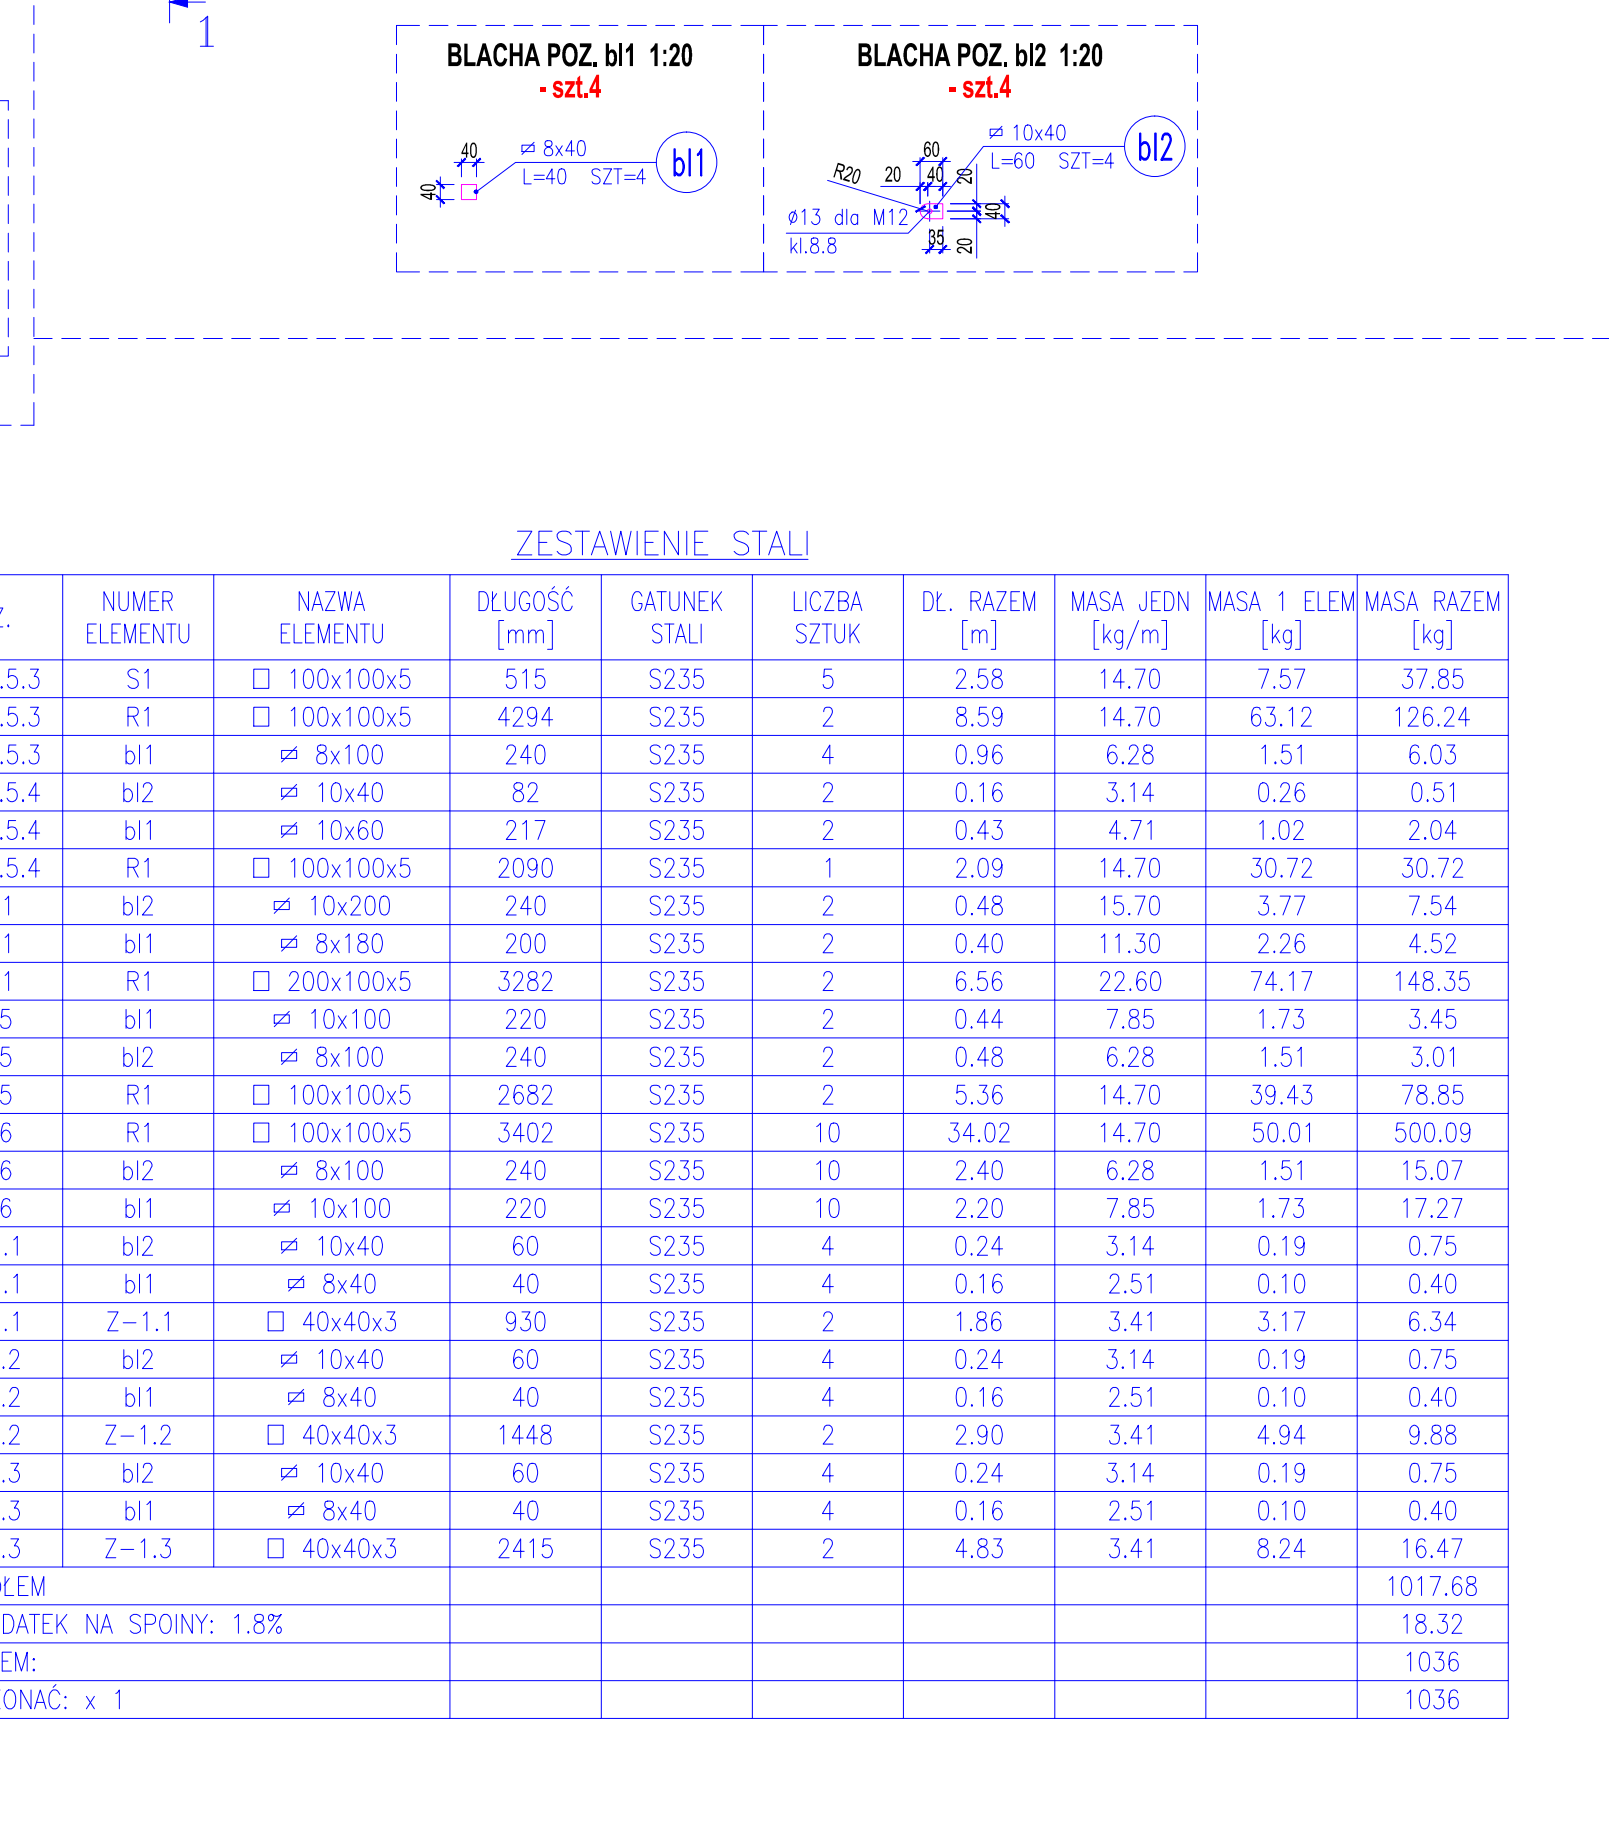 1
BLACHA POZ. bl1 1:20
- szt.4
40
40
8x40
L=40 SZT=4
bl1
BLACHA POZ. bl2 1:20
- szt.4
10x40
L=60 SZT=4
bl2
60
R20
20
40
20
40
ø13 dla M12
kl.8.8
35
20
ZESTAWIENIE STALI
Z. NUMER ELEMENTU NAZWA ELEMENTU DŁUGOŚĆ [mm] GATUNEK STALI LICZBA SZTUK DŁ. RAZEM [m] MASA JEDN [kg/m] MASA 1 ELEM [kg] MASA RAZEM [kg]
.5.3 S1 □ 100x100x5 515 S235 5 2.58 14.70 7.57 37.85
.5.3 R1 □ 100x100x5 4294 S235 2 8.59 14.70 63.12 126.24
.5.3 bl1 8x100 240 S235 4 0.96 6.28 1.51 6.03
.5.4 bl2 10x40 82 S235 2 0.16 3.14 0.26 0.51
.5.4 bl1 10x60 217 S235 2 0.43 4.71 1.02 2.04
.5.4 R1 □ 100x100x5 2090 S235 1 2.09 14.70 30.72 30.72
1 bl2 10x200 240 S235 2 0.48 15.70 3.77 7.54
1 bl1 8x180 200 S235 2 0.40 11.30 2.26 4.52
1 R1 □ 200x100x5 3282 S235 2 6.56 22.60 74.17 148.35
5 bl1 10x100 220 S235 2 0.44 7.85 1.73 3.45
5 bl2 8x100 240 S235 2 0.48 6.28 1.51 3.01
5 R1 □ 100x100x5 2682 S235 2 5.36 14.70 39.43 78.85
6 R1 □ 100x100x5 3402 S235 10 34.02 14.70 50.01 500.09
6 bl2 8x100 240 S235 10 2.40 6.28 1.51 15.07
6 bl1 10x100 220 S235 10 2.20 7.85 1.73 17.27
.1 bl2 10x40 60 S235 4 0.24 3.14 0.19 0.75
.1 bl1 8x40 40 S235 4 0.16 2.51 0.10 0.40
.1 Z-1.1 □ 40x40x3 930 S235 2 1.86 3.41 3.17 6.34
.2 bl2 10x40 60 S235 4 0.24 3.14 0.19 0.75
.2 bl1 8x40 40 S235 4 0.16 2.51 0.10 0.40
.2 Z-1.2 □ 40x40x3 1448 S235 2 2.90 3.41 4.94 9.88
.3 bl2 10x40 60 S235 4 0.24 3.14 0.19 0.75
.3 bl1 8x40 40 S235 4 0.16 2.51 0.10 0.40
.3 Z-1.3 □ 40x40x3 2415 S235 2 4.83 3.41 8.24 16.47
ÓŁEM 1017.68
DATEK NA SPOINY: 1.8% 18.32
EM: 1036
ONAĆ: x 1 1036